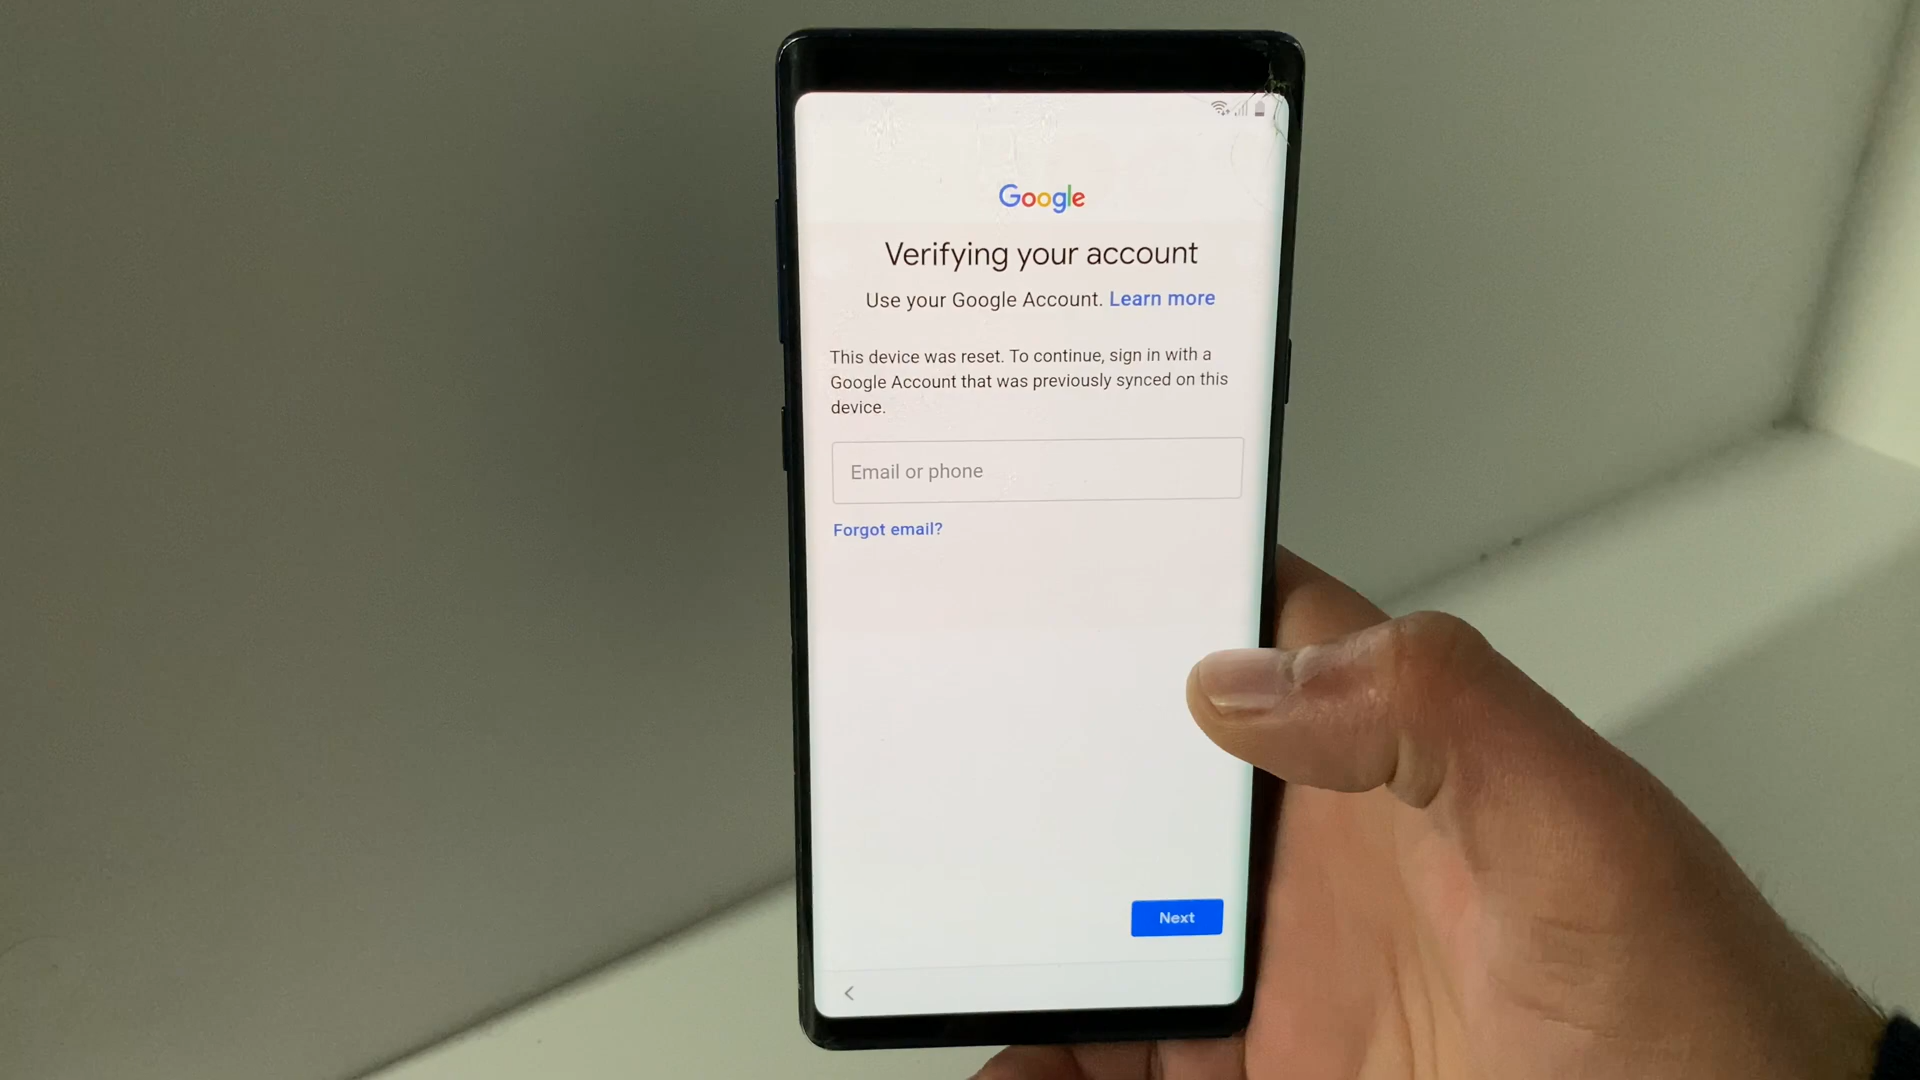 Google
Verifying your account
Use your Google Account. Learn more
This device was reset. To continue, sign in with a
Google Account that was previously synced on this
device.
Email or phone
Forgot email?
Next